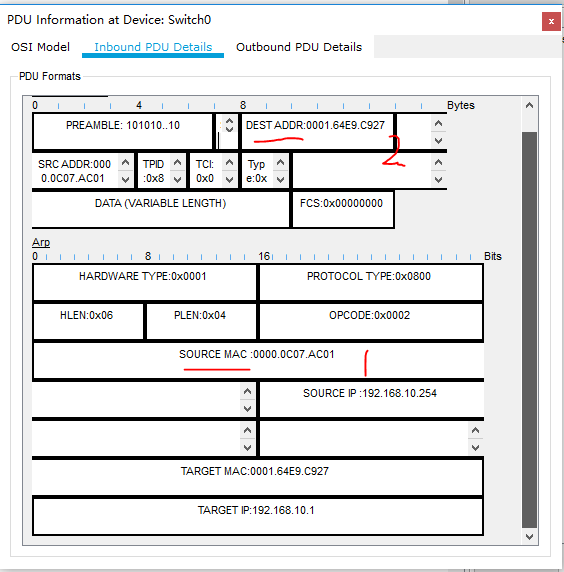 PDU Information at Device: Switch0
x
OSI Model Inbound PDU Details Outbound PDU Details
PDU Formats
0 4 8 Bytes
PREAMBLE: 101010..10 DEST ADDR:0001.64E9.C927
2
SRC ADDR:000 TPID TCI: Typ
0.0C07.AC01 :0x8 0x0 e:0x
DATA (VARIABLE LENGTH) FCS:0x00000000
Arp
0 8 16 Bits
HARDWARE TYPE:0x0001 PROTOCOL TYPE:0x0800
HLEN:0x06 PLEN:0x04 OPCODE:0x0002
SOURCE MAC :0000.0C07.AC01 1
SOURCE IP :192.168.10.254
TARGET MAC:0001.64E9.C927
TARGET IP:192.168.10.1